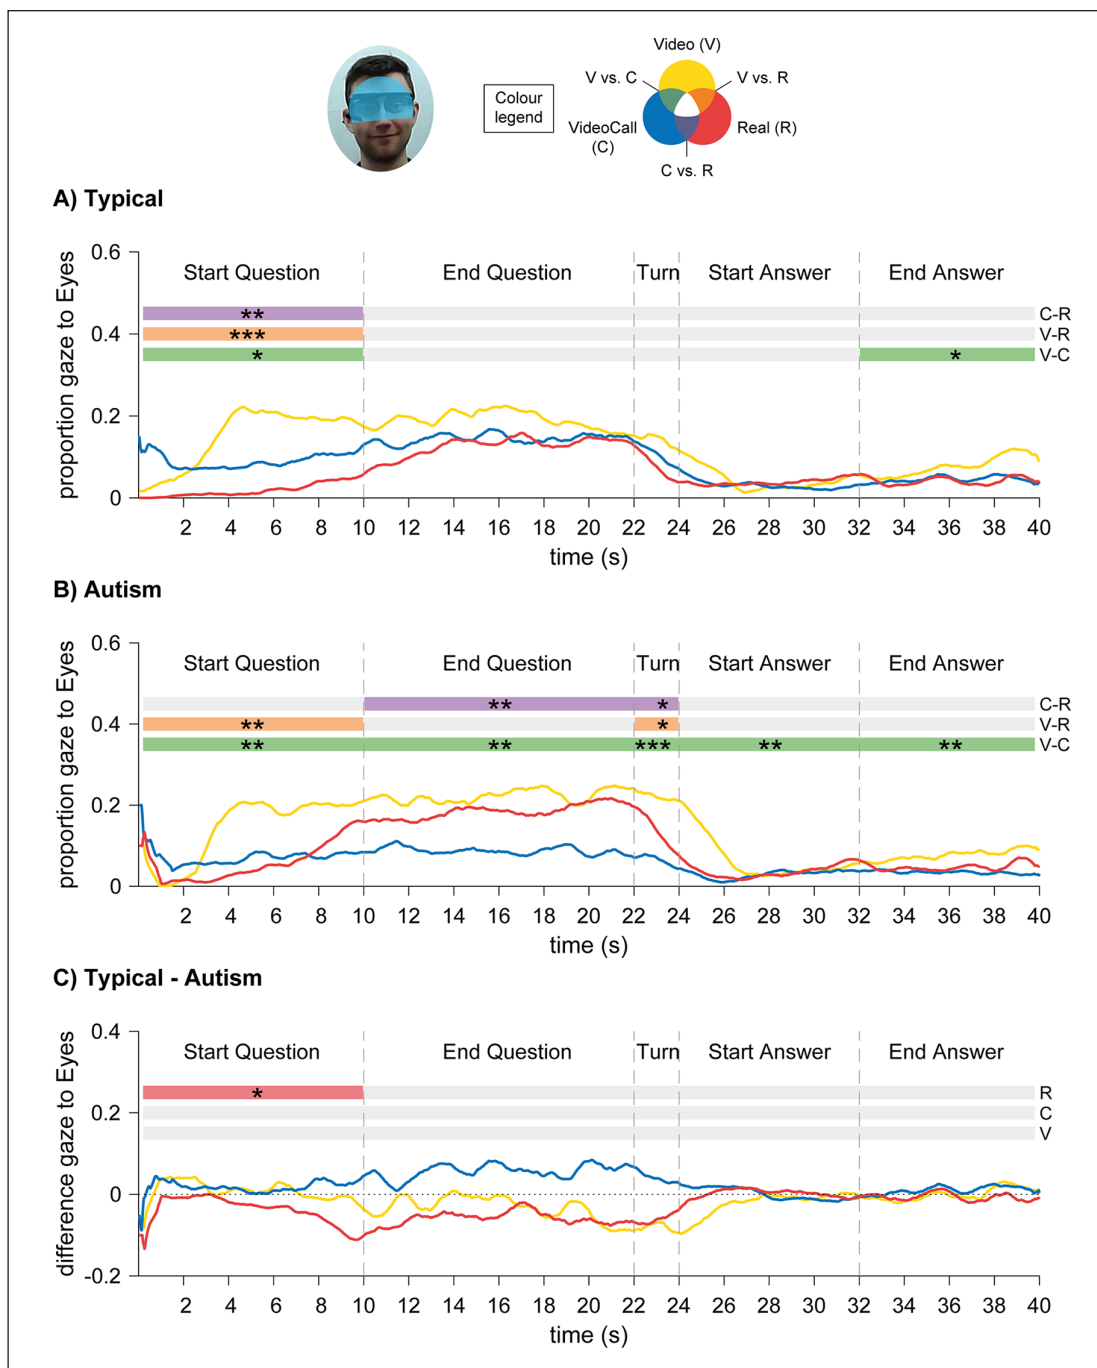 Video (V)
V vs. C
V vs. R
Colour
legend
VideoCall
(C)
Real (R)
C vs. R
A) Typical
proportion gaze to Eyes
0.6
0.4
0.2
0
Start Question
End Question
Turn
Start Answer
End Answer
** C-R
*** V-R
* * V-C
2 4 6 8 10 12 14 16 18 20 22 24 26 28 30 32 34 36 38 40
time (s)
B) Autism
proportion gaze to Eyes
0.6
0.4
0.2
0
Start Question
End Question
Turn
Start Answer
End Answer
** * C-R
** * V-R
** ** *** ** ** V-C
2 4 6 8 10 12 14 16 18 20 22 24 26 28 30 32 34 36 38 40
time (s)
C) Typical - Autism
difference gaze to Eyes
0.4
0.2
0
-0.2
Start Question
End Question
Turn
Start Answer
End Answer
* R
C
V
2 4 6 8 10 12 14 16 18 20 22 24 26 28 30 32 34 36 38 40
time (s)